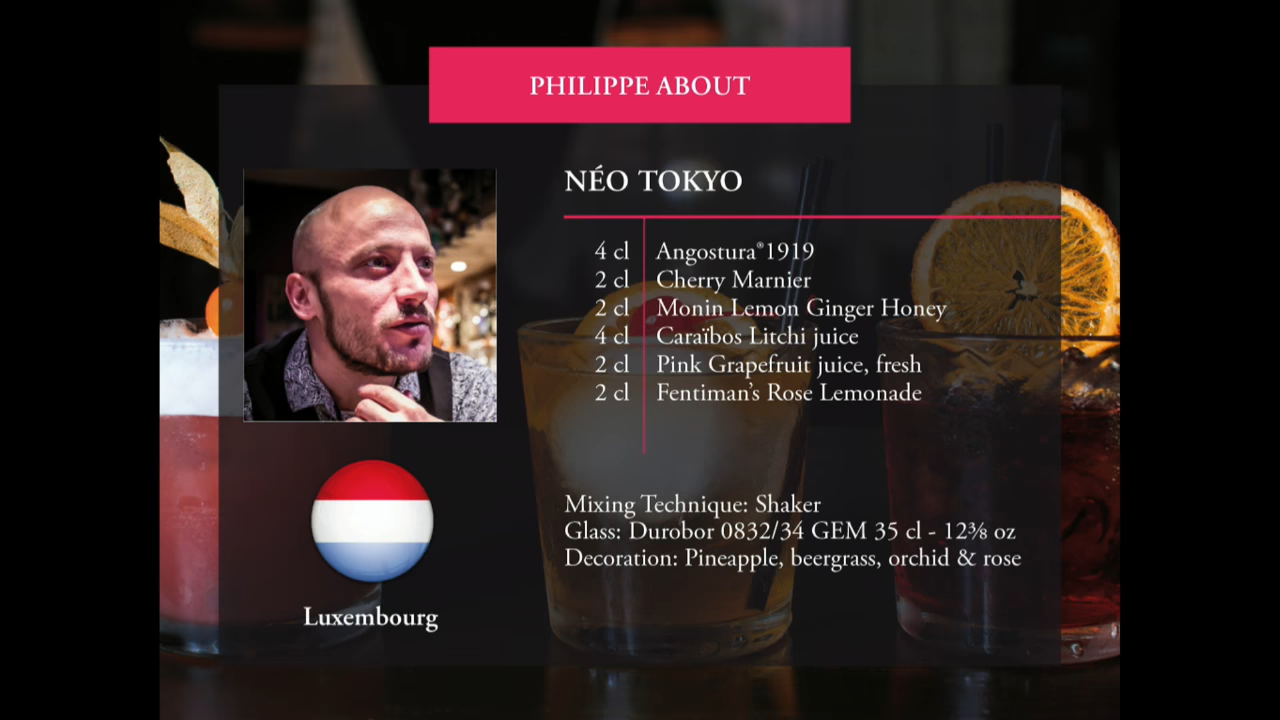 PHILIPPE ABOUT
NÉO TOKYO
4 cl Angostura®1919
2 cl Cherry Marnier
2 cl Monin Lemon Ginger Honey
4 cl Caraïbos Litchi juice
2 cl Pink Grapefruit juice, fresh
2 cl Fentiman's Rose Lemonade
Mixing Technique: Shaker
Glass: Durobor 0832/34 GEM 35 cl - 12⅜ oz
Decoration: Pineapple, beergrass, orchid & rose
Luxembourg